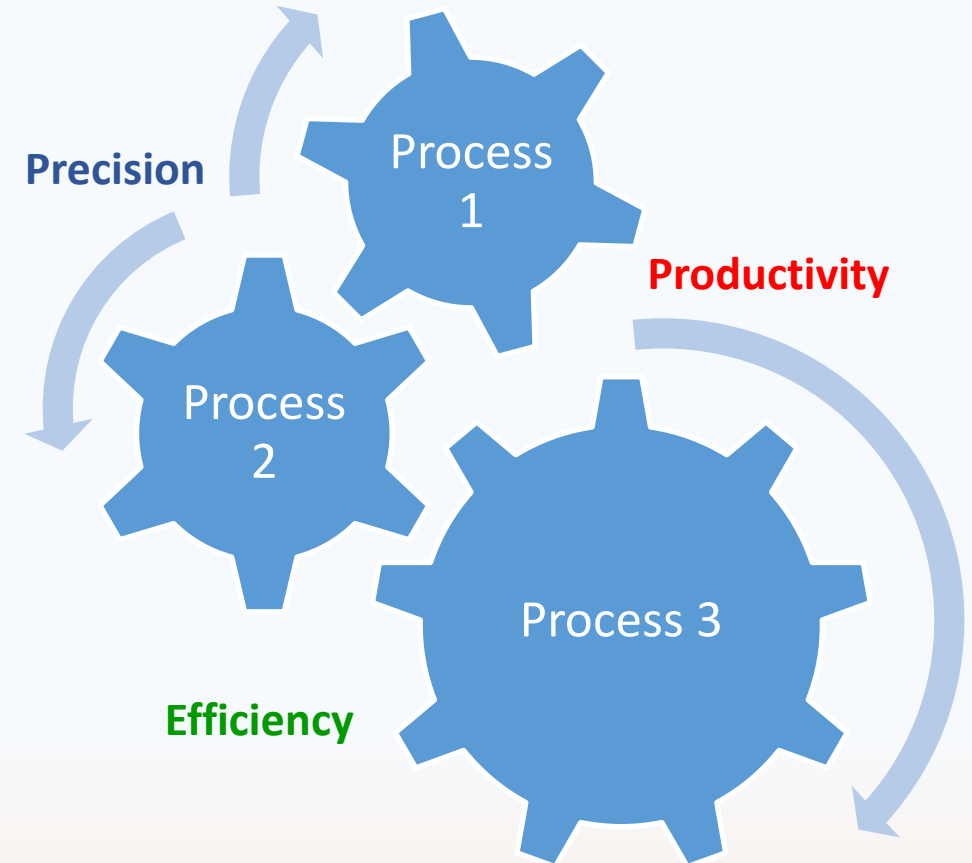 Process
1
Precision
Productivity
Process
2
Process 3
Efficiency